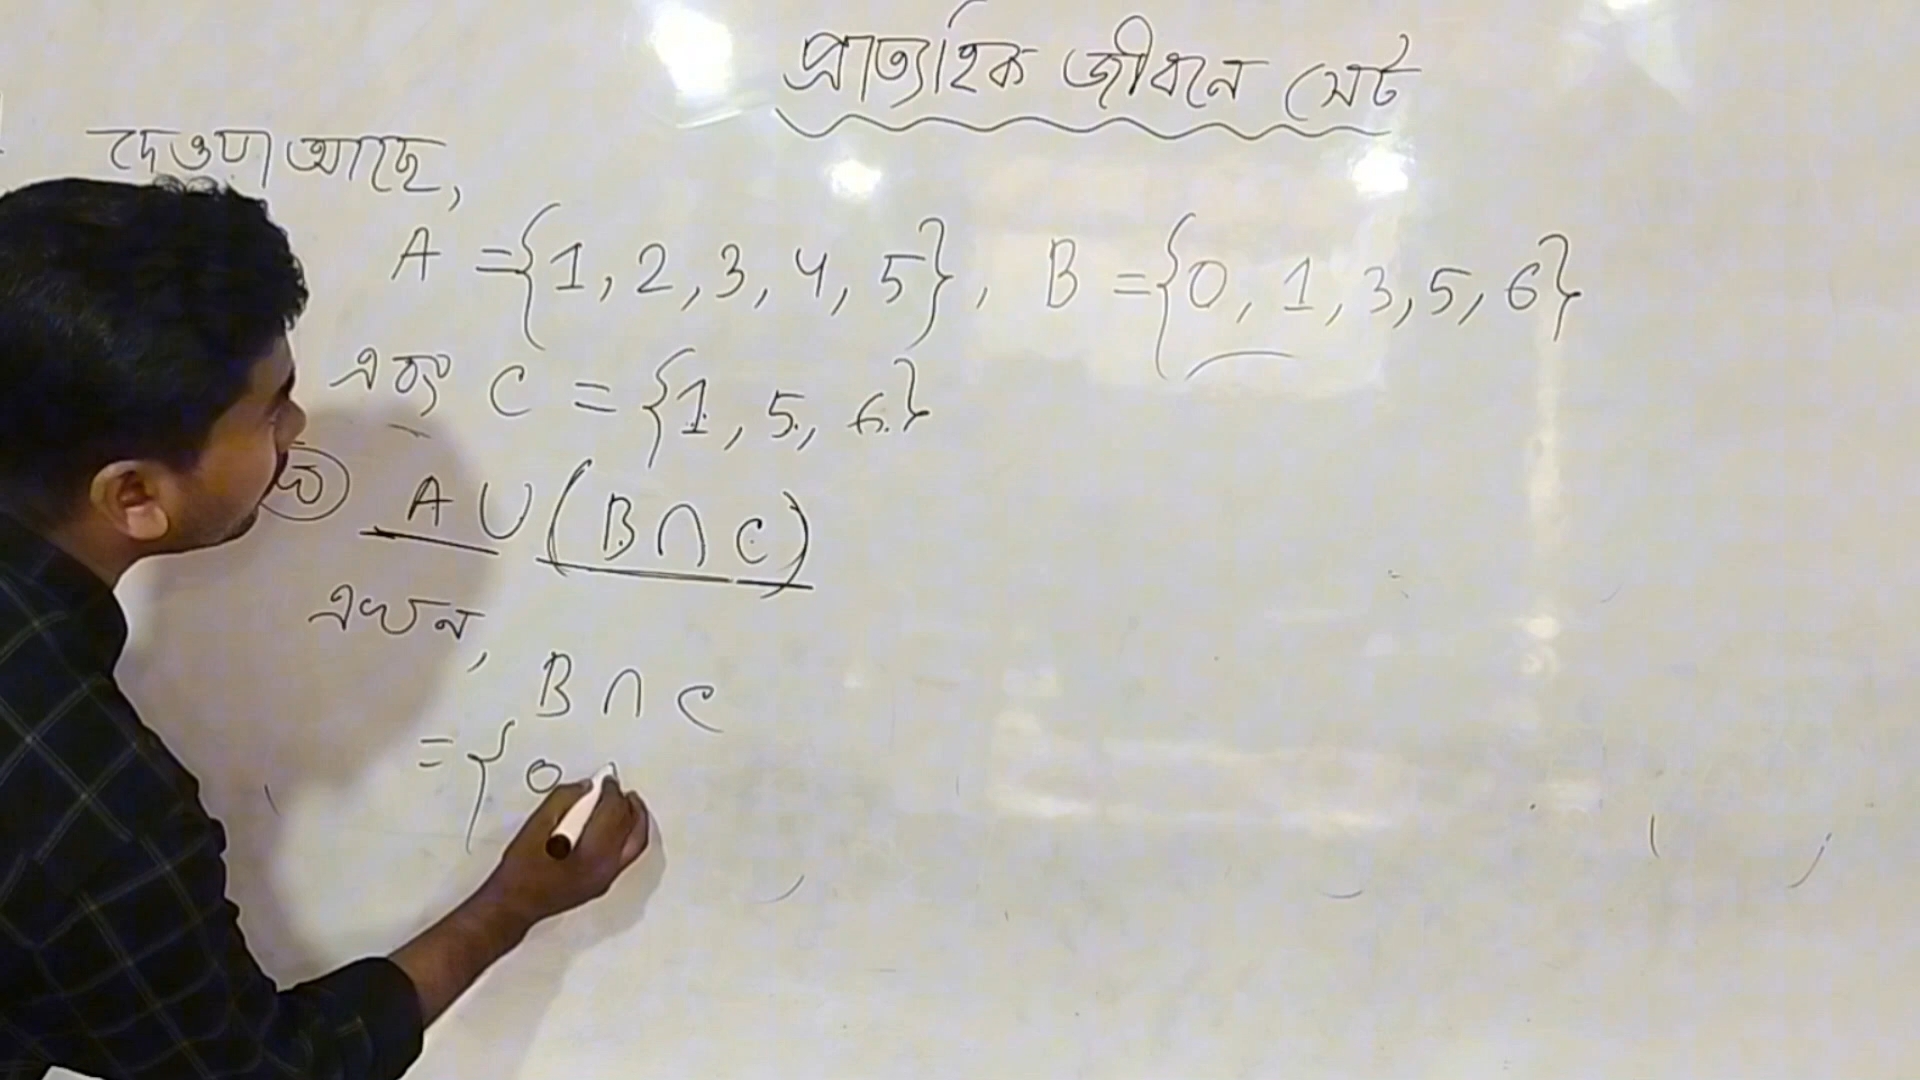 প্রাত্যহিক জীবনে সেট
দেওয়া আছে,
A = {1, 2, 3, 4, 5}, B = {0, 1, 3, 5, 6}
এবং C = {1, 5, 6}
A ∪ (B ∩ C)
এখন,
B ∩ C
= {0